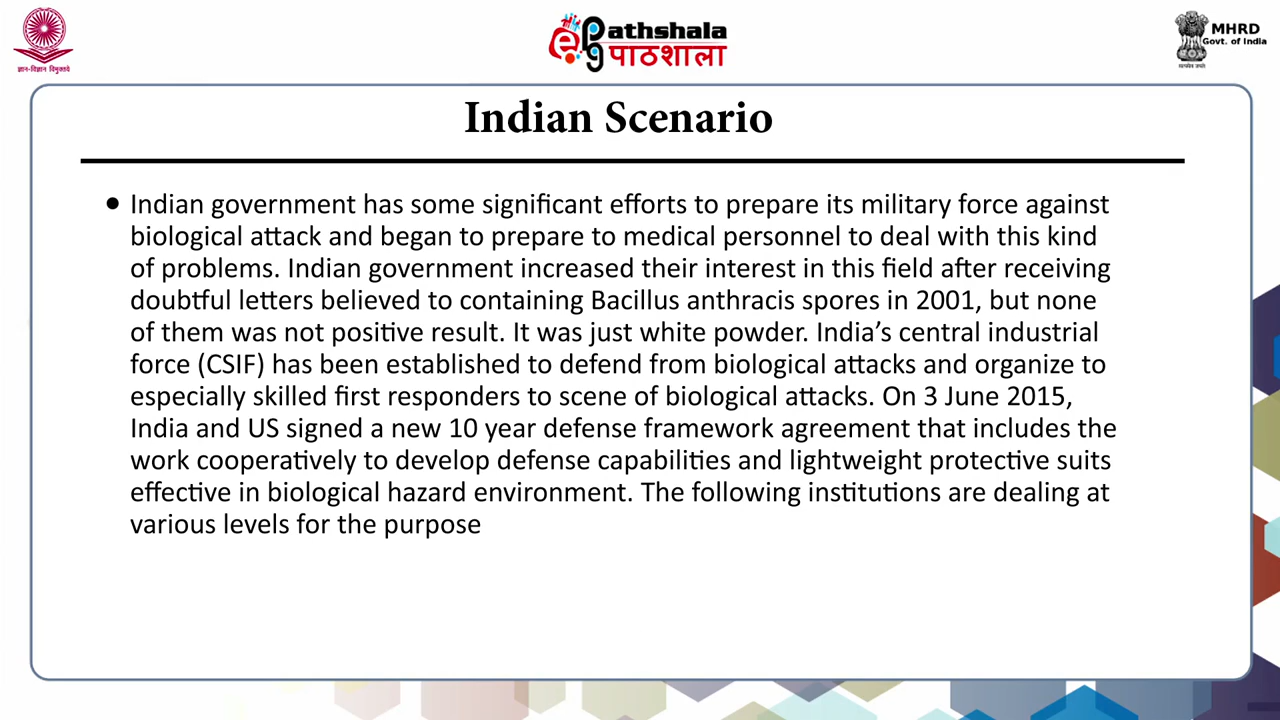 ज्ञान-विज्ञान विमुक्तये
ePathshala
पाठशाला
MHRD
Govt. of India
सत्यमेव जयते
Indian Scenario
● Indian government has some significant efforts to prepare its military force against
biological attack and began to prepare to medical personnel to deal with this kind
of problems. Indian government increased their interest in this field after receiving
doubtful letters believed to containing Bacillus anthracis spores in 2001, but none
of them was not positive result. It was just white powder. India’s central industrial
force (CSIF) has been established to defend from biological attacks and organize to
especially skilled first responders to scene of biological attacks. On 3 June 2015,
India and US signed a new 10 year defense framework agreement that includes the
work cooperatively to develop defense capabilities and lightweight protective suits
effective in biological hazard environment. The following institutions are dealing at
various levels for the purpose